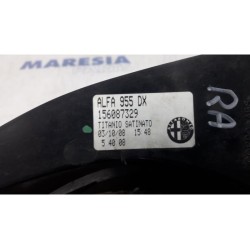 MARESIA
ALFA 955 DX
156087329
TITANIO SATINATO
03/10/08 15 48
5 40 08
RA